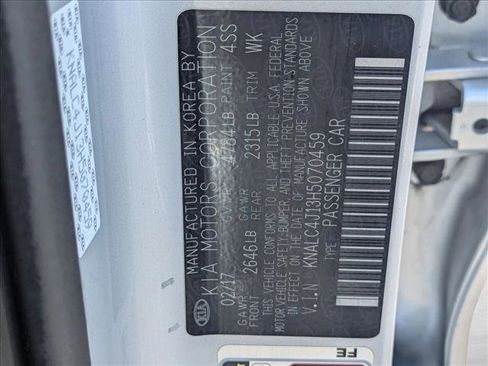 MANUFACTURED IN KOREA BY
KIA MOTORS CORPORATION
02/17 GVWR 4784LB PAINT 4SS
GAWR FRONT 2646LB GAWR REAR 2315LB TRIM WK
THIS VEHICLE CONFORMS TO ALL APPLICABLE U.S.A. FEDERAL
MOTOR VEHICLE SAFETY, BUMPER, AND THEFT PREVENTION STANDARDS
IN EFFECT ON THE DATE OF MANUFACTURE SHOWN ABOVE
V.I.N : KNALC4J13H5070459
TYPE : PASSENGER CAR
KIA
KNALC4J13H5070459
FE